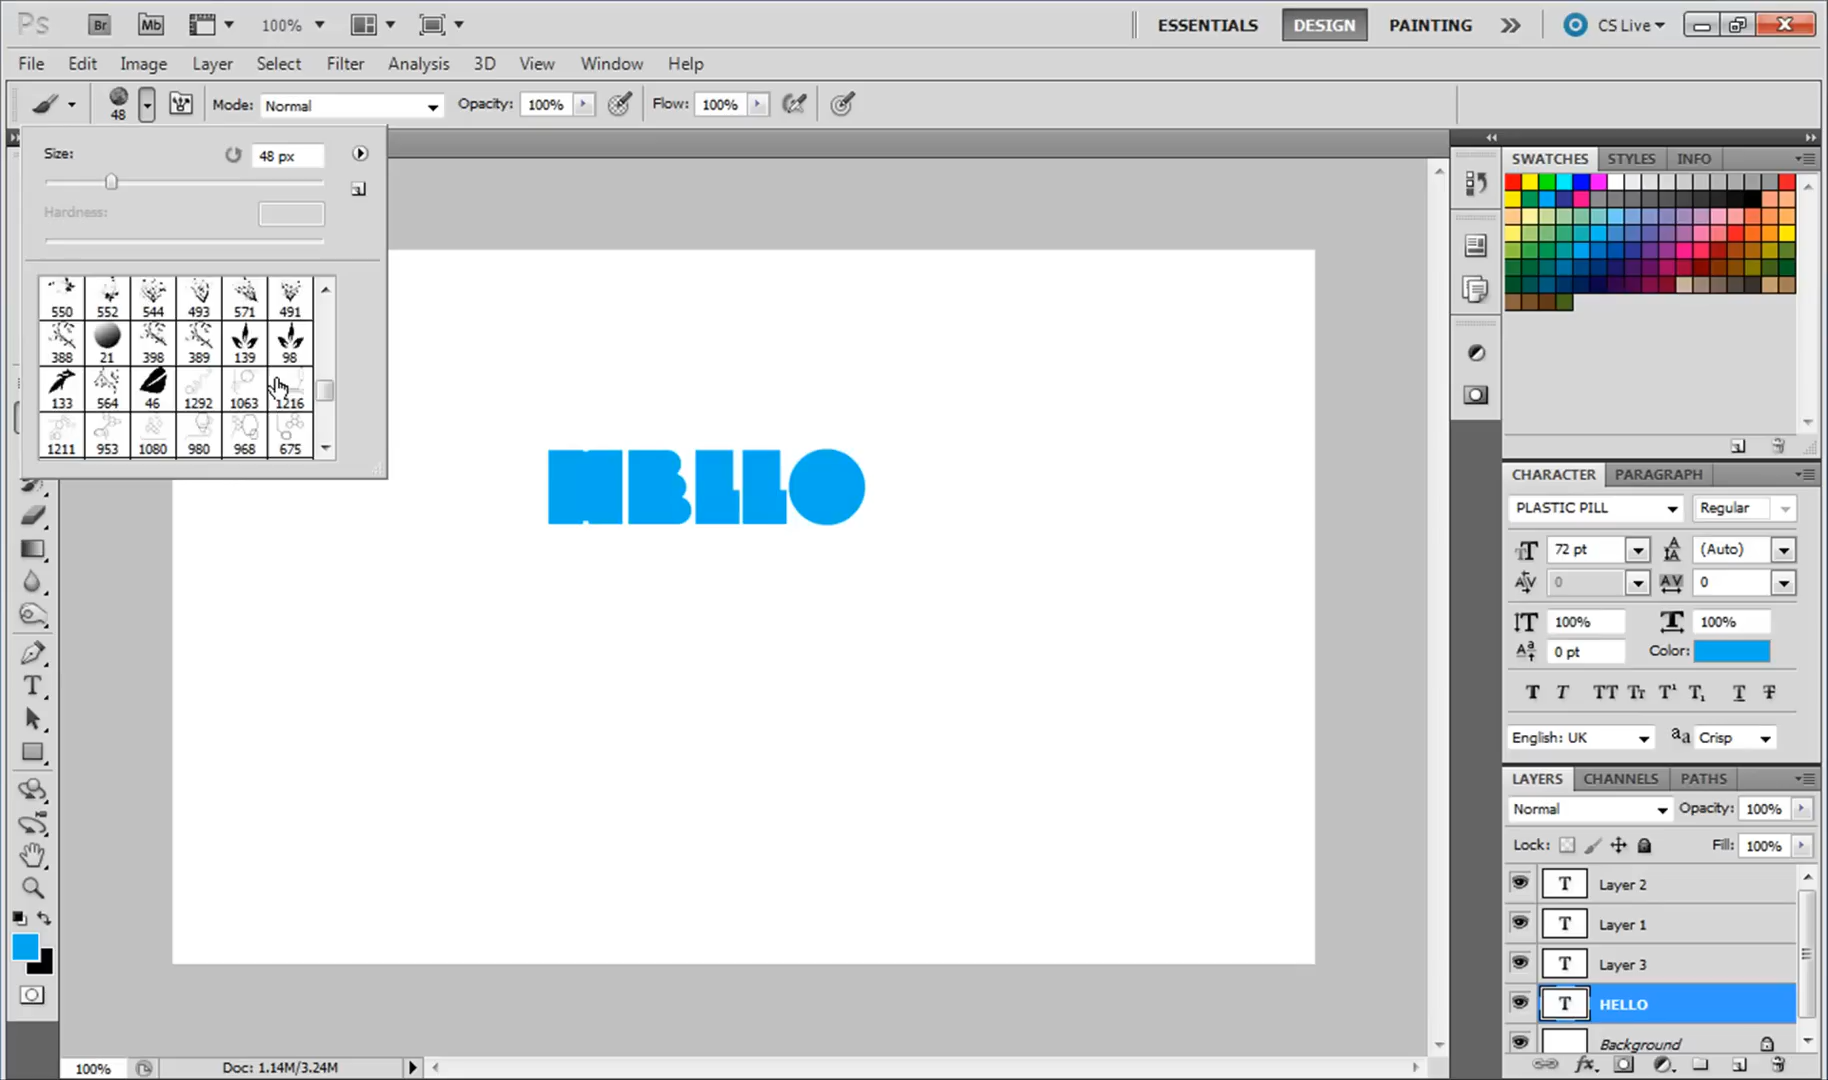 Ps Br Mb 100% ESSENTIALS DESIGN PAINTING CS Live
File Edit Image Layer Select Filter Analysis 3D View Window Help
48 Mode: Normal Opacity: 100% Flow: 100%
Size: 48 px
Hardness:
550 552 544 493 571 491
388 21 398 389 139 98
133 564 46 1292 1063 1216
1211 953 1080 980 968 675
HELLO
SWATCHES STYLES INFO
CHARACTER PARAGRAPH
PLASTIC PILL Regular
72 pt (Auto)
0 0
100% 100%
0 pt Color:
T T TT Tt T¹ T₁ T T
English: UK aa Crisp
LAYERS CHANNELS PATHS
Normal Opacity: 100%
Lock: Fill: 100%
T Layer 2
T Layer 1
T Layer 3
T HELLO
Background
100% Doc: 1.14M/3.24M